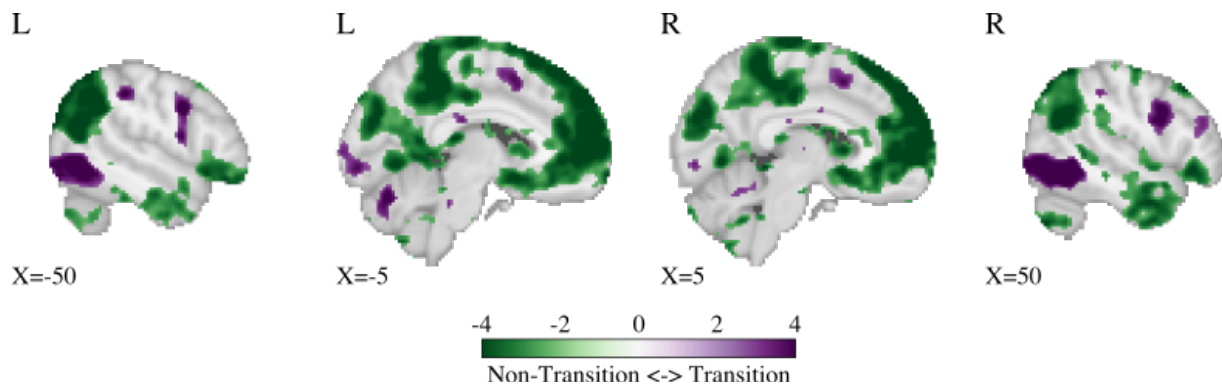 L L R R
X=-50 X=-5 X=5 X=50
-4 -2 0 2 4
Non-Transition <-> Transition